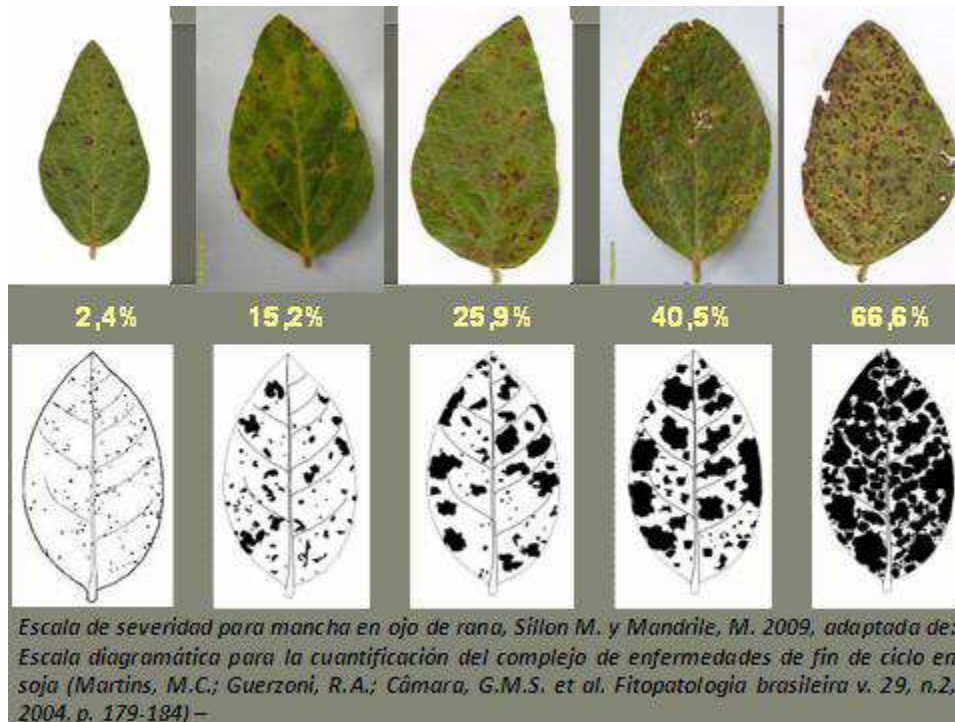 2,4% 15,2% 25,9% 40,5% 66,6%
Escala de severidad para mancha en ojo de rana, Sillon M. y Mandrile, M. 2009, adaptada de:
Escala diagramática para la cuantificación del complejo de enfermedades de fin de ciclo en
soja (Martins, M.C.; Guerzoni, R.A.; Câmara, G.M.S. et al. Fitopatologia brasileira v. 29, n.2,
2004. p. 179-184) –